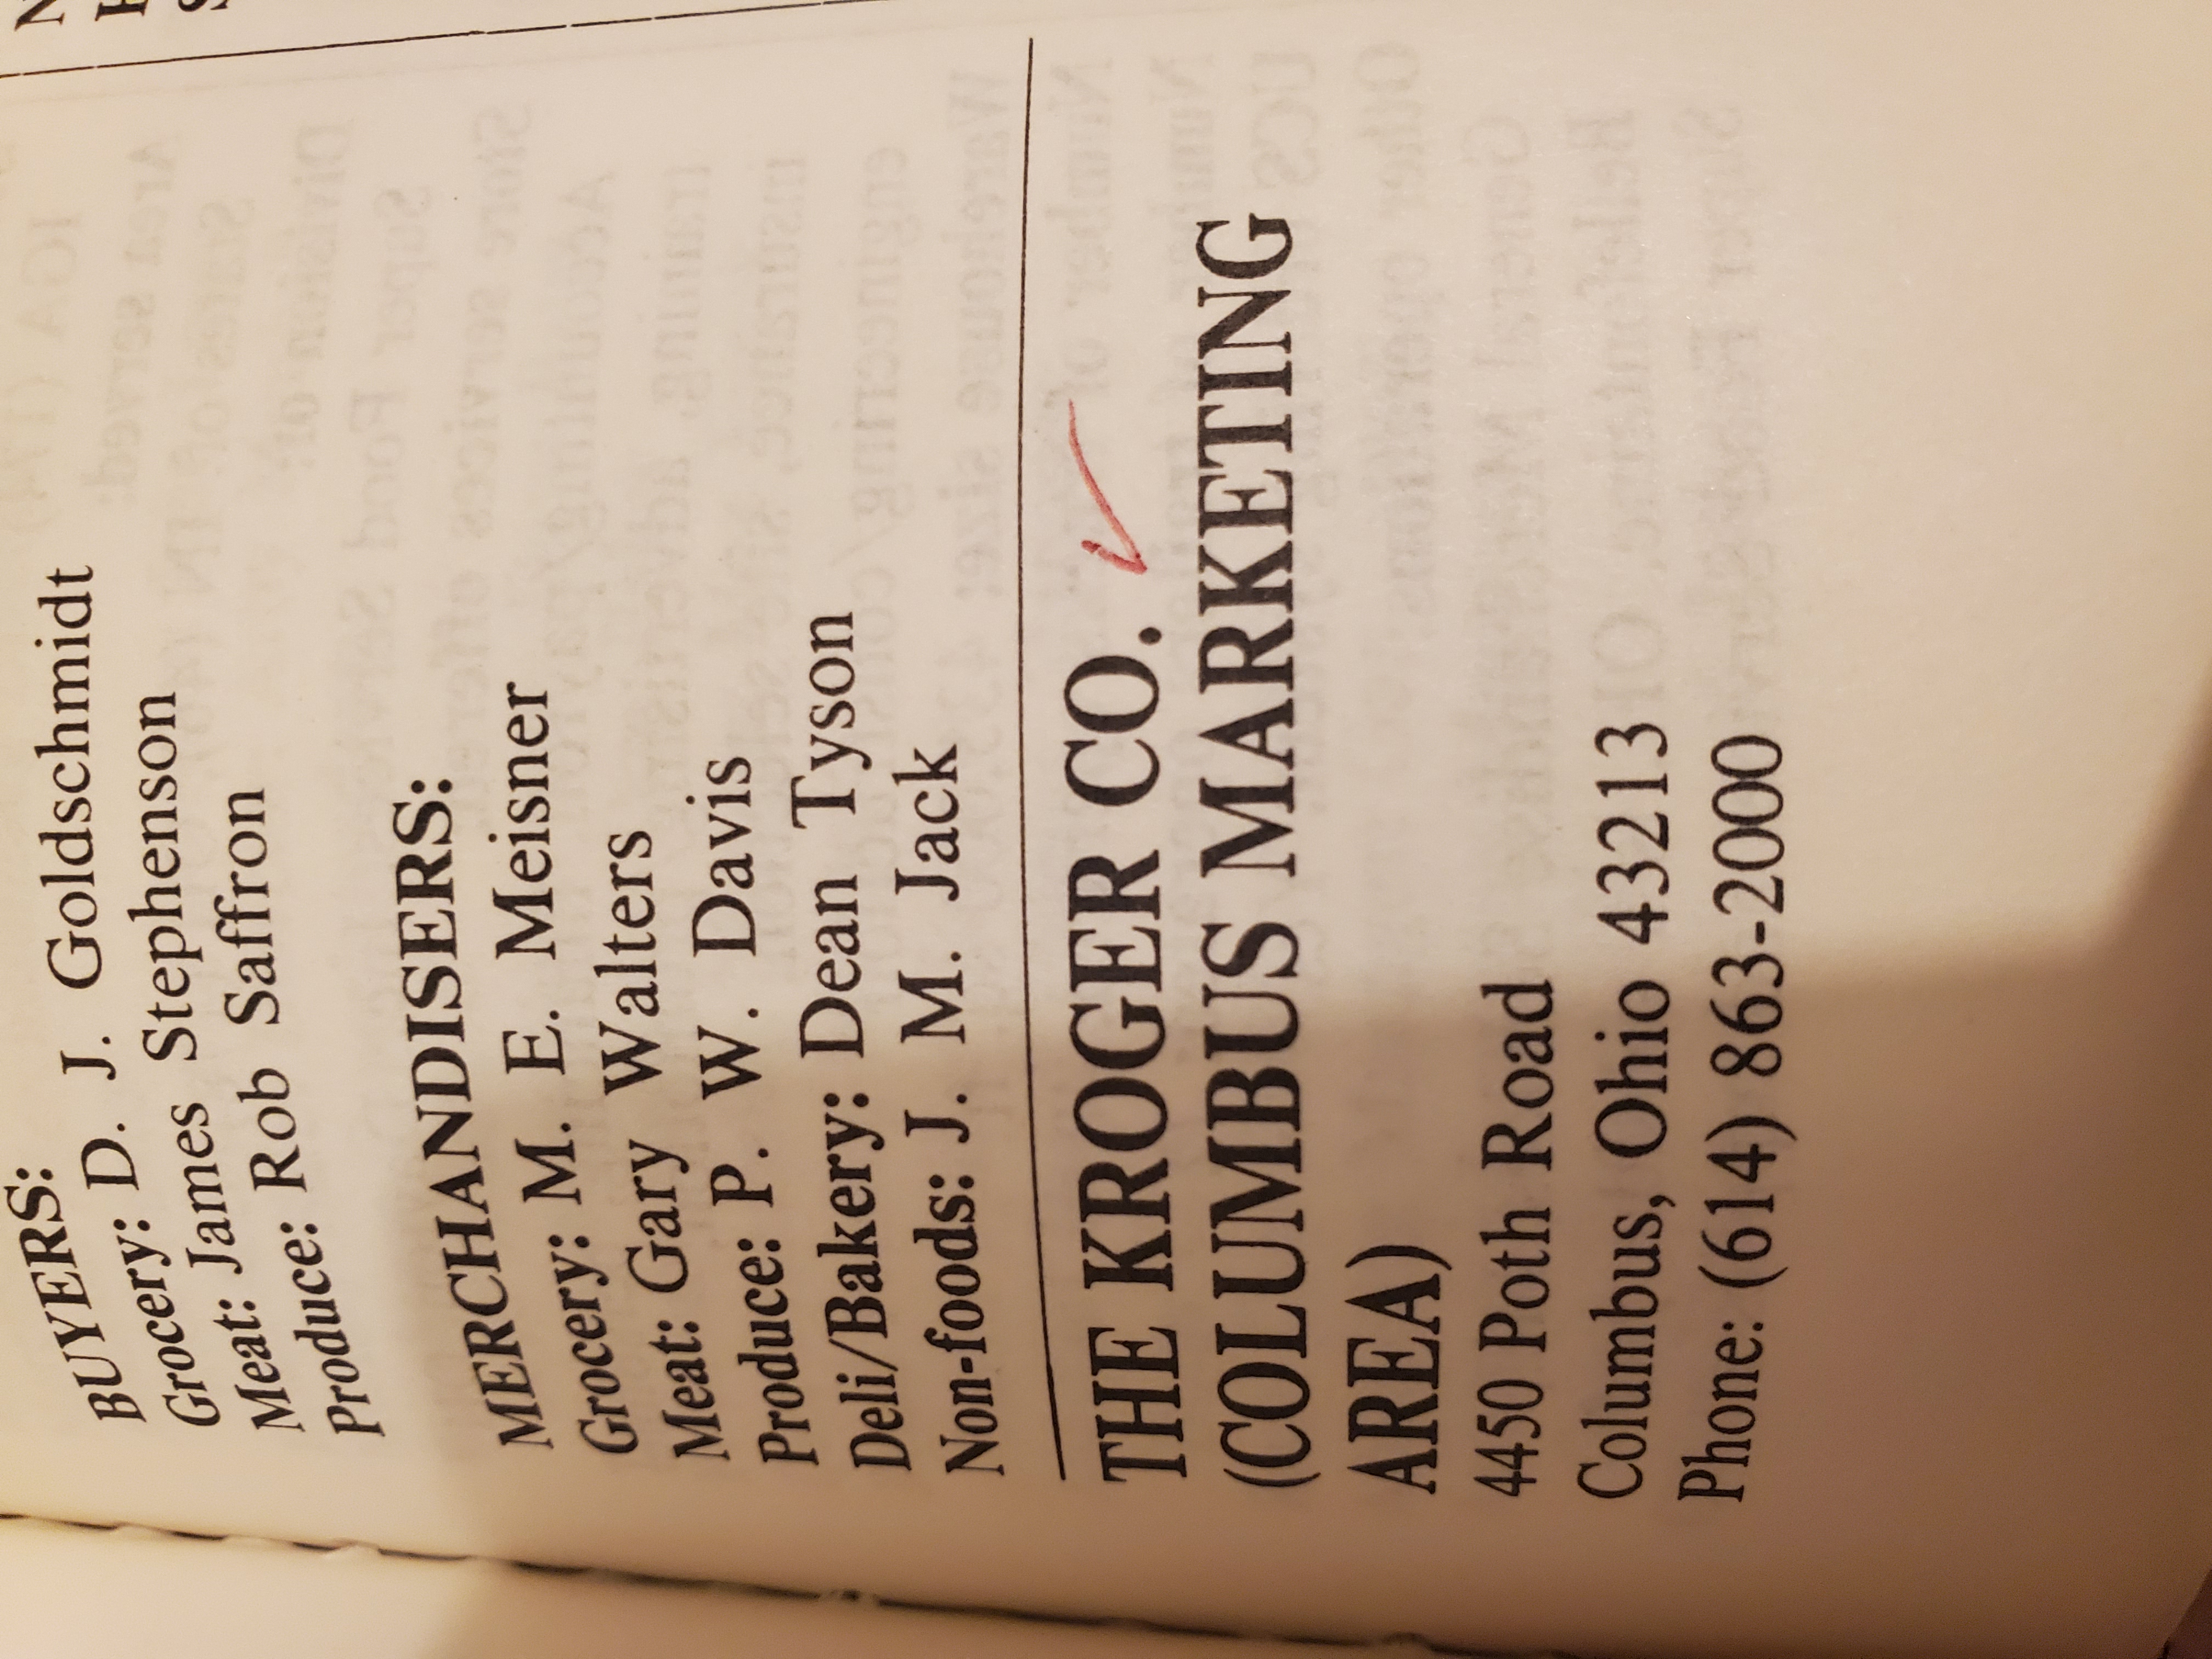 BUYERS:
Grocery: D. J. Goldschmidt
Meat: James Stephenson
Produce: Rob Saffron
MERCHANDISERS:
Grocery: M. E. Meisner
Meat: Gary Walters
Produce: P. W. Davis
Deli/Bakery: Dean Tyson
Non-foods: J. M. Jack
THE KROGER CO.
(COLUMBUS MARKETING
AREA)
4450 Poth Road
Columbus, Ohio 43213
Phone: (614) 863-2000